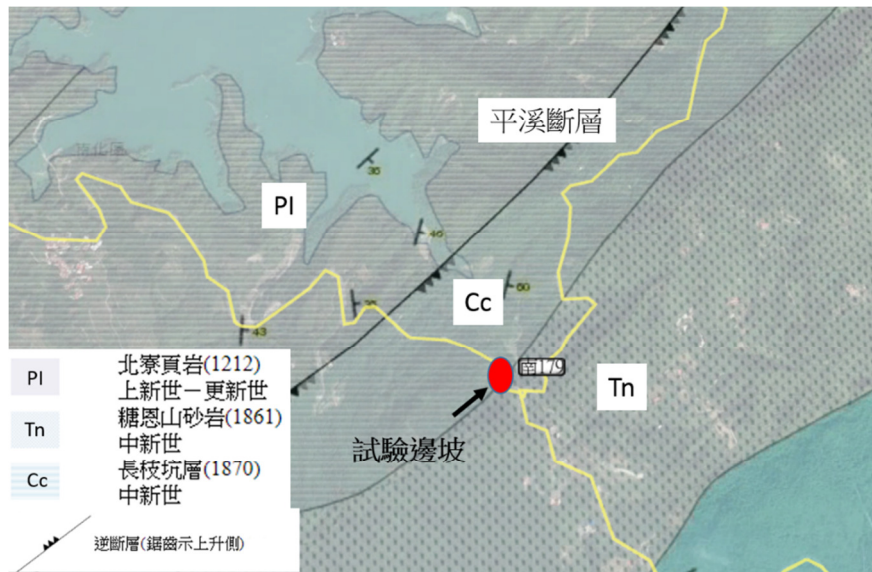 平溪斷層
Pl
36
46
Cc
60
43
南179
Tn
試驗邊坡
Pl 北寮頁岩(1212)
上新世－更新世
Tn 糖恩山砂岩(1861)
中新世
Cc 長枝坑層(1870)
中新世
逆斷層(鋸齒示上升側)